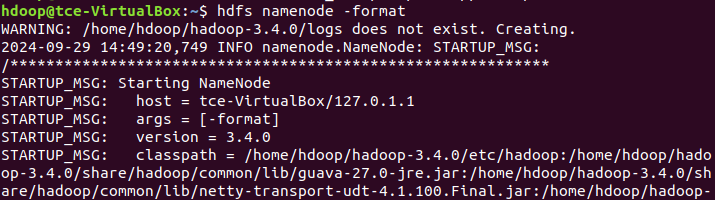 hdoop@tce-VirtualBox:~$ hdfs namenode -format
WARNING: /home/hdoop/hadoop-3.4.0/logs does not exist. Creating.
2024-09-29 14:49:20,749 INFO namenode.NameNode: STARTUP_MSG:
/************************************************************
STARTUP_MSG: Starting NameNode
STARTUP_MSG:   host = tce-VirtualBox/127.0.1.1
STARTUP_MSG:   args = [-format]
STARTUP_MSG:   version = 3.4.0
STARTUP_MSG:   classpath = /home/hdoop/hadoop-3.4.0/etc/hadoop:/home/hdoop/hado
op-3.4.0/share/hadoop/common/lib/guava-27.0-jre.jar:/home/hdoop/hadoop-3.4.0/sh
are/hadoop/common/lib/netty-transport-udt-4.1.100.Final.jar:/home/hdoop/hadoop-